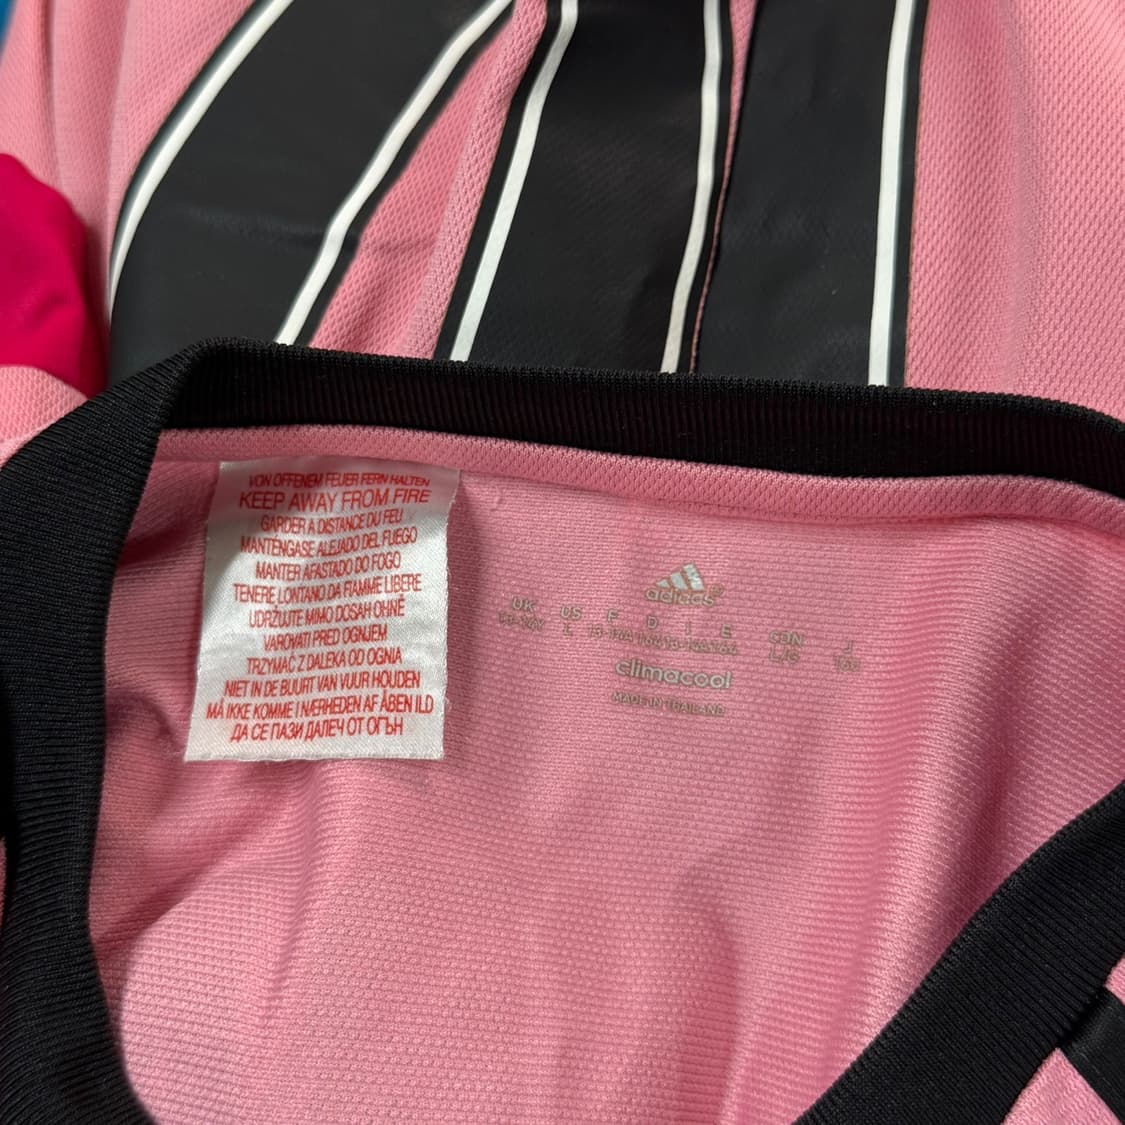 VON OFFENEM FEUER FERN HALTEN
KEEP AWAY FROM FIRE
GARDER A DISTANCE DU FEU
MANTÉNGASE ALEJADO DEL FUEGO
MANTER AFASTADO DO FOGO
TENERE LONTANO DA FIAMME LIBERE
UDRŽUJTE MIMO DOSAH OHNĚ
VAROVATI PRED OGNJEM
TRZYMAĆ Z DALEKA OD OGNIA
NIET IN DE BUURT VAN VUUR HOUDEN
MÅ IKKE KOMME I NÆRHEDEN AF ÅBEN ILD
ДА СЕ ПАЗИ ДАЛЕЧ ОТ ОГЪН
adidas
UK US F D I E CDN J
L L/G
climacool
MADE IN THAILAND